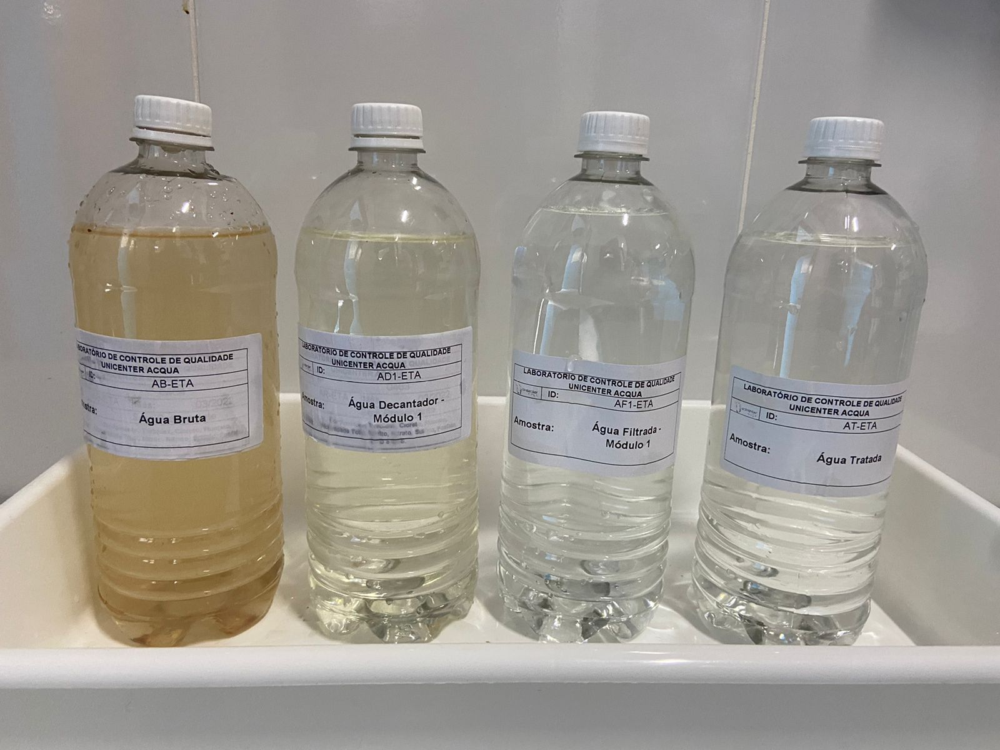 BORATÓRIO DE CONTROLE DE QUALIDADE
UNICENTER ACQUA
ID:
AB-ETA
stra:
Água Bruta
LABORATÓRIO DE CONTROLE DE QUALIDADE
UNICENTER ACQUA
ID:
AD1-ETA
Amostra:
Água Decantador -
Módulo 1
LABORATÓRIO DE CONTROLE DE QUALIDADE
UNICENTER ACQUA
ID:
AF1-ETA
Amostra:
Água Filtrada -
Módulo 1
LABORATÓRIO DE CONTROLE DE QUALIDADE
UNICENTER ACQUA
ID:
AT-ETA
Amostra:
Água Tratada